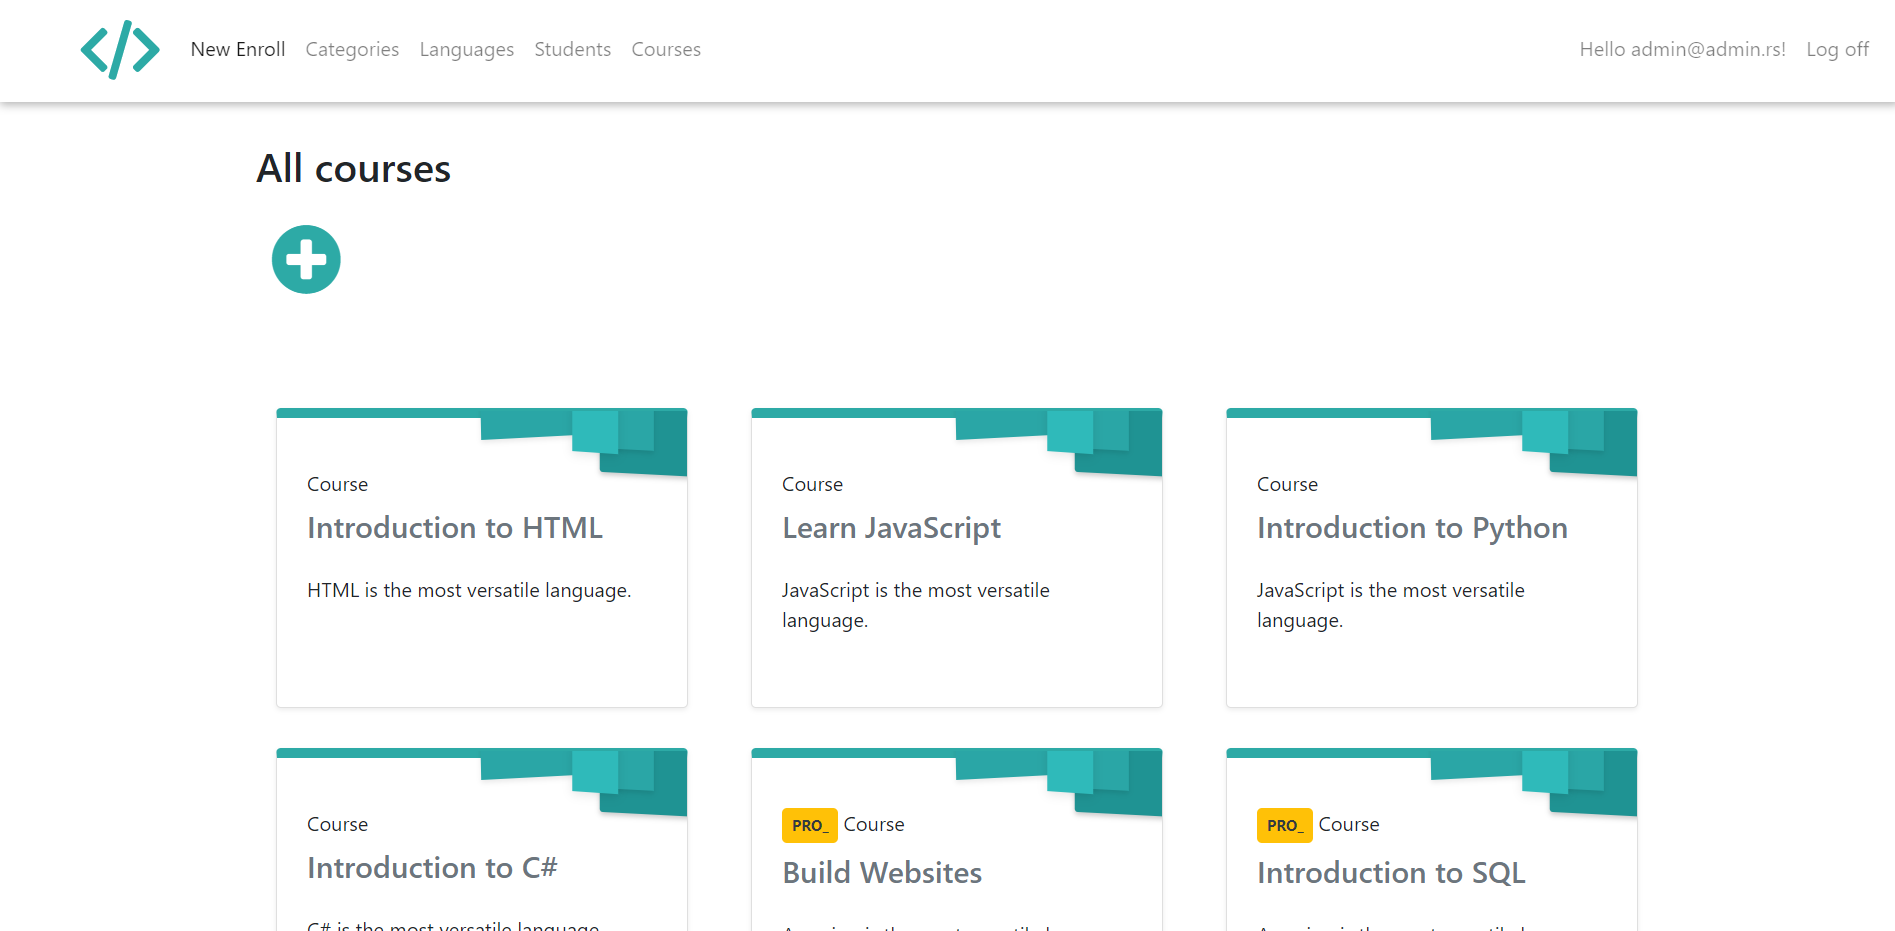 New Enroll Categories Languages Students Courses Hello admin@admin.rs! Log off
All courses
Course
Introduction to HTML
HTML is the most versatile language.
Course
Learn JavaScript
JavaScript is the most versatile
language.
Course
Introduction to Python
JavaScript is the most versatile
language.
Course
Introduction to C#
C# is the most versatile language.
PRO_ Course
Build Websites
PRO_ Course
Introduction to SQL